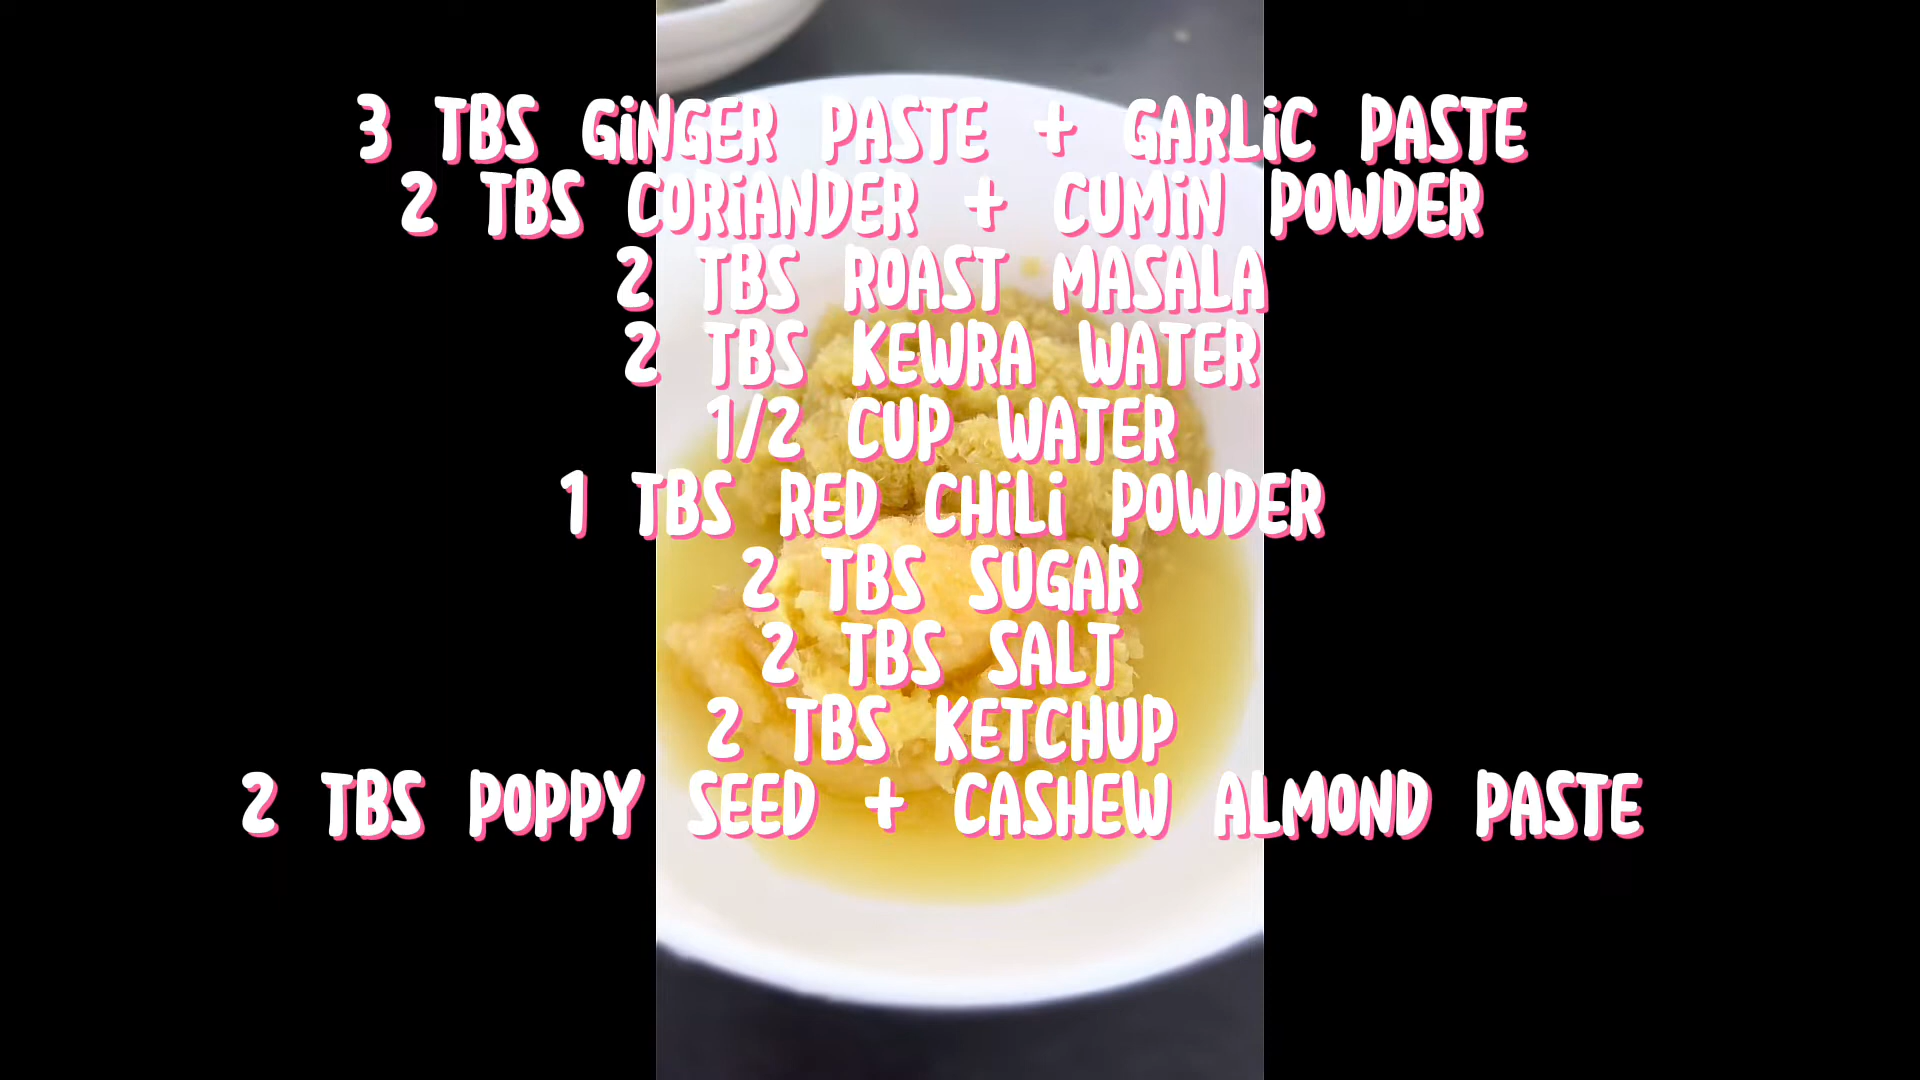 3 TBS GiNGER PASTE + GARLiC PASTE
2 TBS CORiANDER + CUMiN POWDER
2 TBS ROAST MASALA
2 TBS KEWRA WATER
1/2 CUP WATER
1 TBS RED CHiLi POWDER
2 TBS SUGAR
2 TBS SALT
2 TBS KETCHUP
2 TBS POPPY SEED + CASHEW ALMOND PASTE